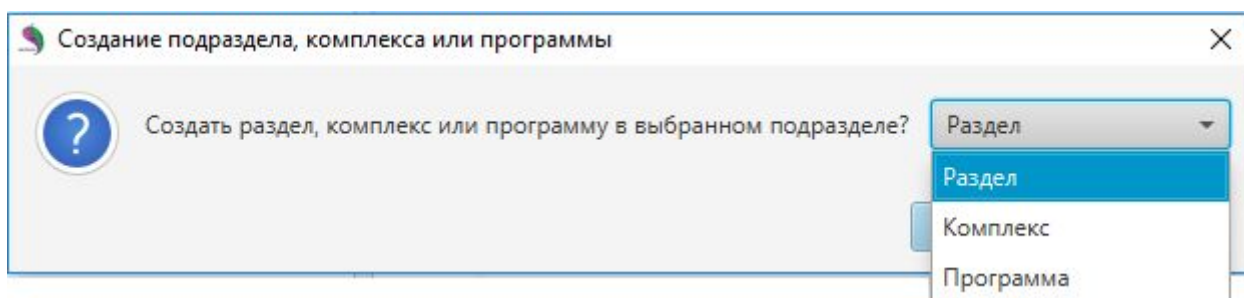 Создание подраздела, комплекса или программы
Создать раздел, комплекс или программу в выбранном подразделе? Раздел
Раздел
Комплекс
Программа